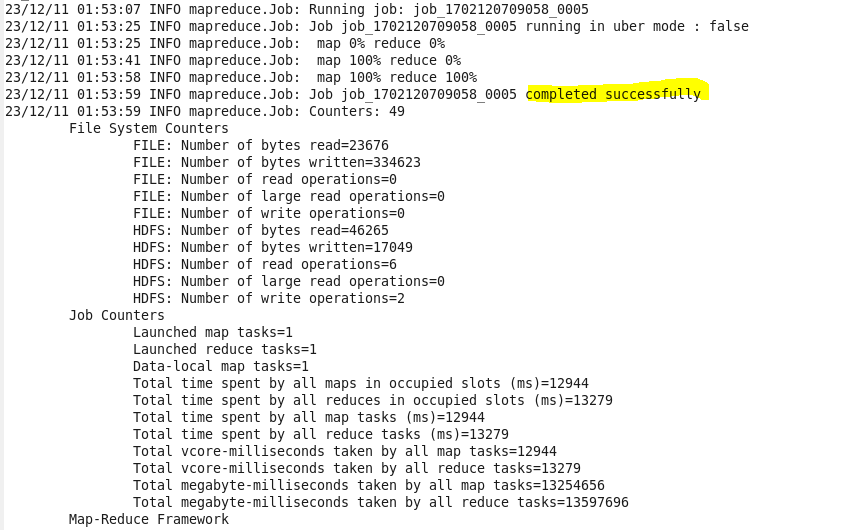 23/12/11 01:53:07 INFO mapreduce.Job: Running job: job_1702120709058_0005
23/12/11 01:53:25 INFO mapreduce.Job: Job job_1702120709058_0005 running in uber mode : false
23/12/11 01:53:25 INFO mapreduce.Job:  map 0% reduce 0%
23/12/11 01:53:41 INFO mapreduce.Job:  map 100% reduce 0%
23/12/11 01:53:58 INFO mapreduce.Job:  map 100% reduce 100%
23/12/11 01:53:59 INFO mapreduce.Job: Job job_1702120709058_0005 completed successfully
23/12/11 01:53:59 INFO mapreduce.Job: Counters: 49
File System Counters
FILE: Number of bytes read=23676
FILE: Number of bytes written=334623
FILE: Number of read operations=0
FILE: Number of large read operations=0
FILE: Number of write operations=0
HDFS: Number of bytes read=46265
HDFS: Number of bytes written=17049
HDFS: Number of read operations=6
HDFS: Number of large read operations=0
HDFS: Number of write operations=2
Job Counters
Launched map tasks=1
Launched reduce tasks=1
Data-local map tasks=1
Total time spent by all maps in occupied slots (ms)=12944
Total time spent by all reduces in occupied slots (ms)=13279
Total time spent by all map tasks (ms)=12944
Total time spent by all reduce tasks (ms)=13279
Total vcore-milliseconds taken by all map tasks=12944
Total vcore-milliseconds taken by all reduce tasks=13279
Total megabyte-milliseconds taken by all map tasks=13254656
Total megabyte-milliseconds taken by all reduce tasks=13597696
Map-Reduce Framework